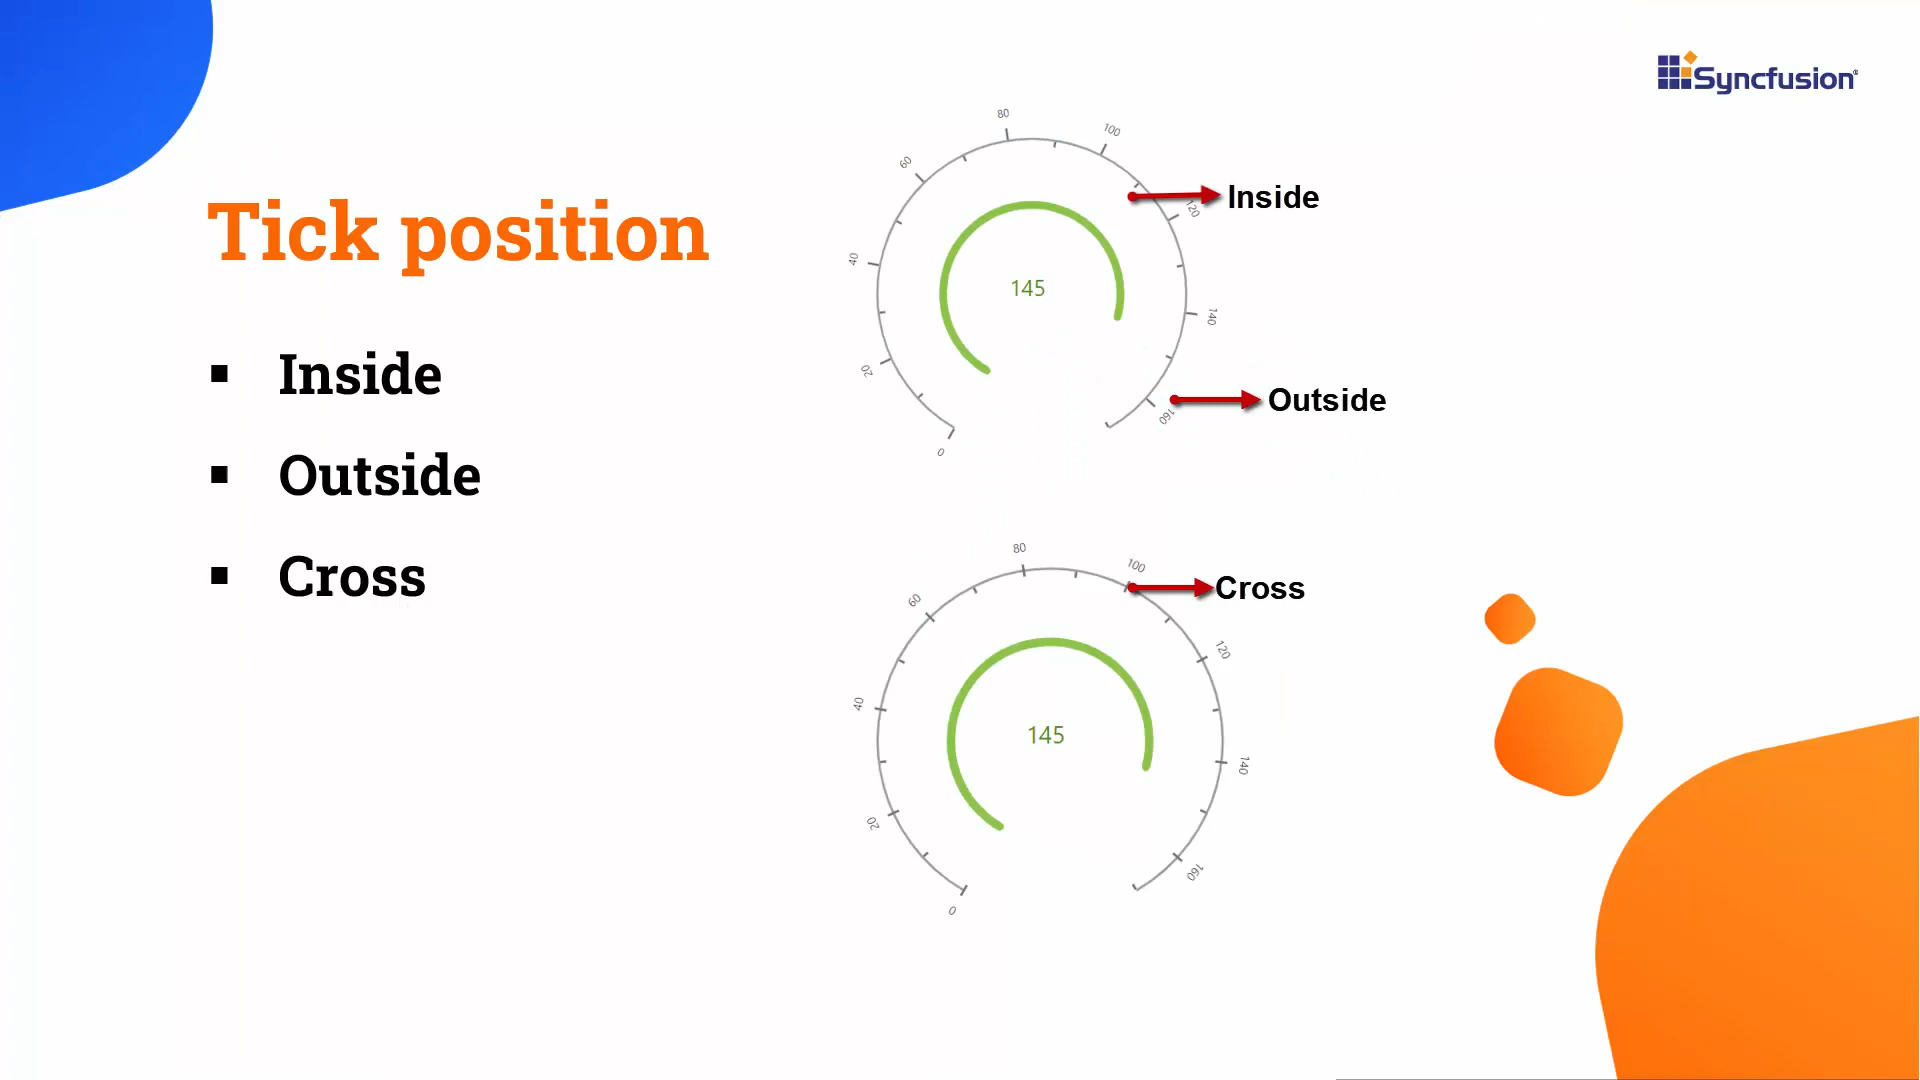 Syncfusion®
Tick position
▪ Inside
▪ Outside
▪ Cross
0
20
40
60
80
100
120
140
160
145
Inside
Outside
0
20
40
60
80
100
120
140
160
145
Cross